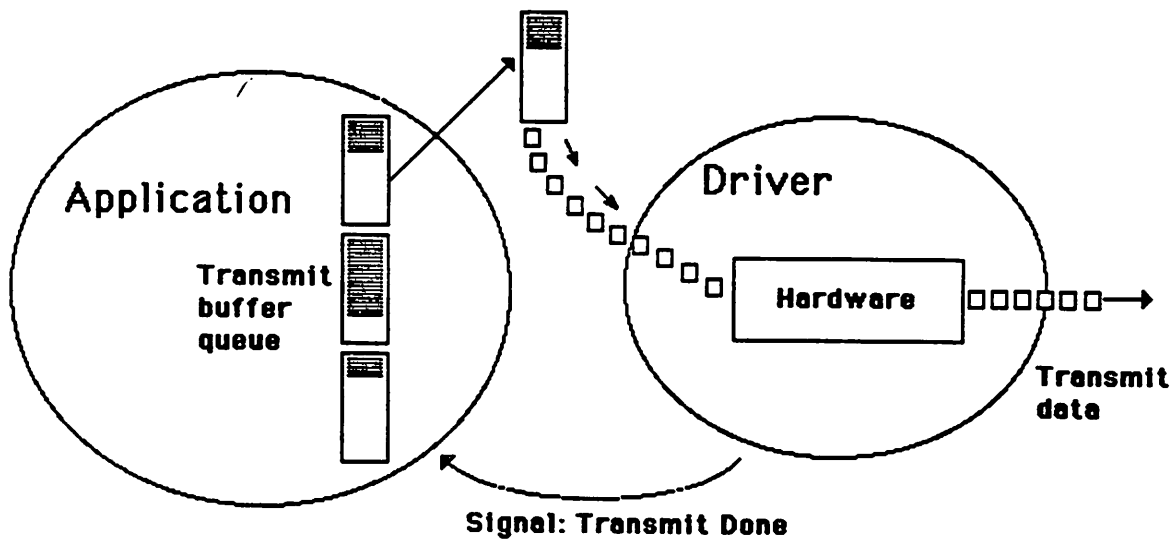 Application
Driver
Transmit
buffer
queue
Hardware
Transmit
data
Signal: Transmit Done